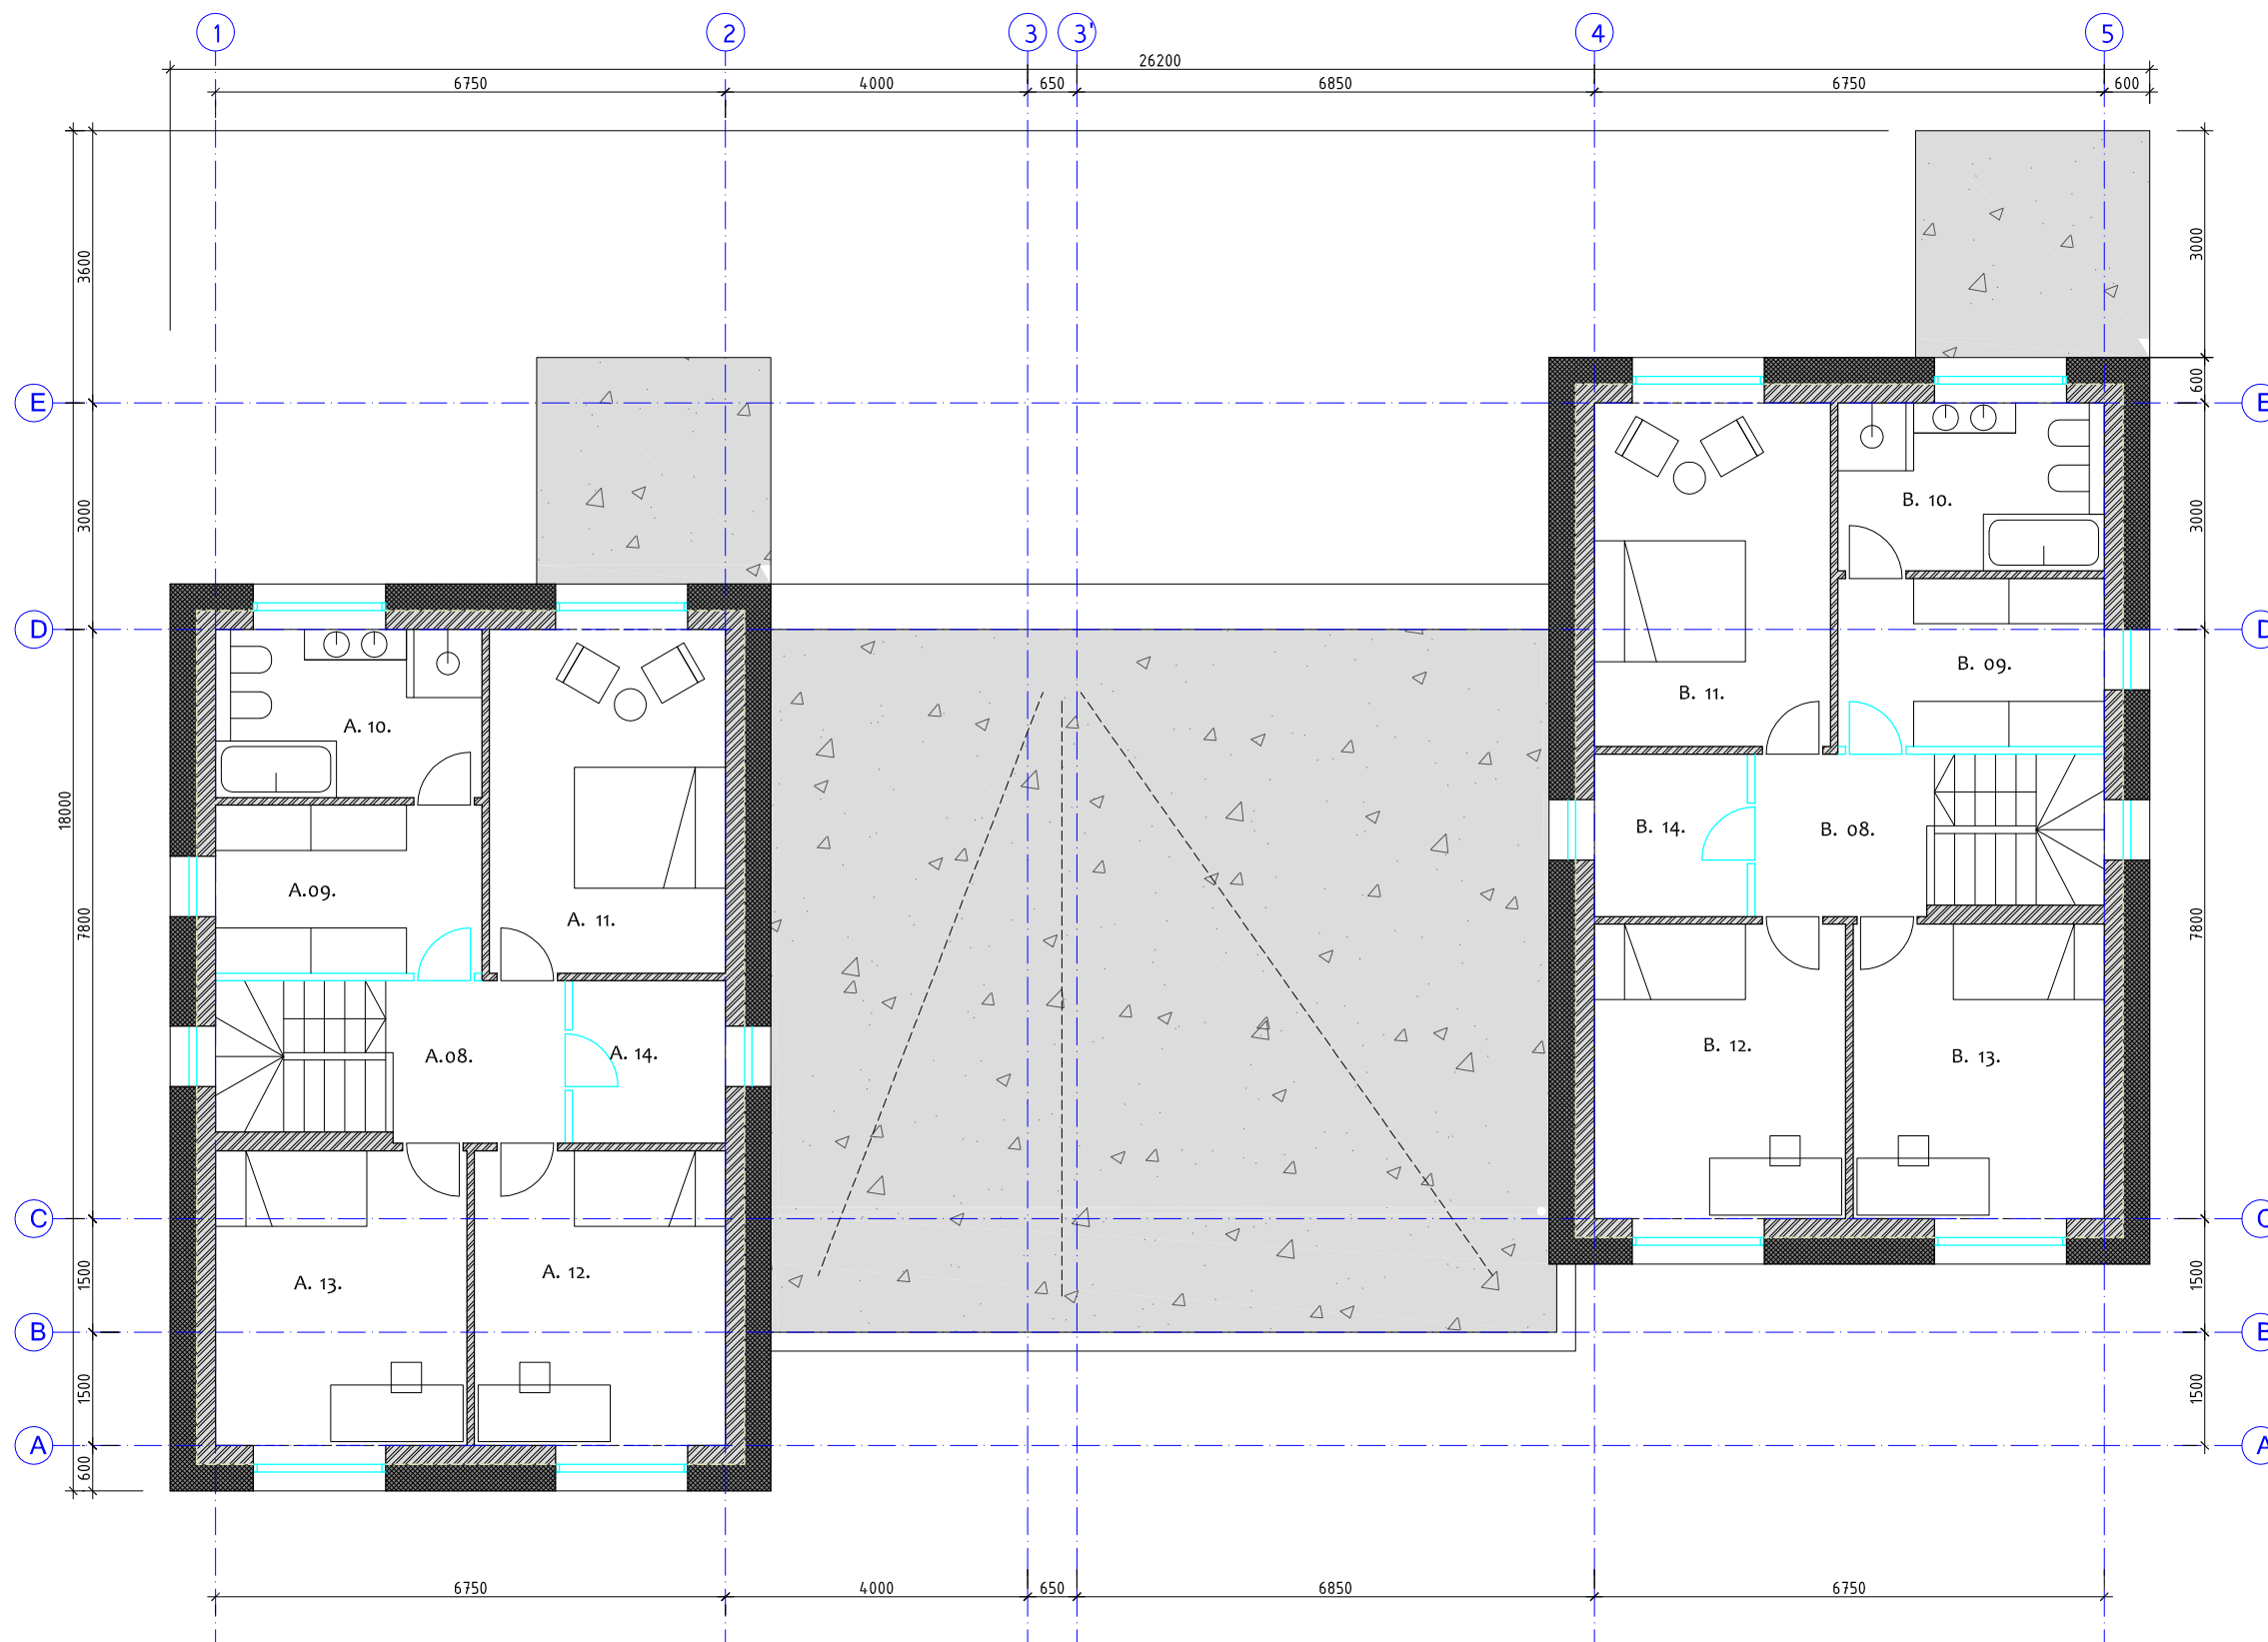 1 2 3 3' 4 5
26200
6750 4000 650 6850 6750 600
3600 3000
E E
600
3000 3000
B. 10.
D D
B. 09.
B. 11.
A. 10.
18000
B. 14. B. 08.
A.09.
A. 11.
7800 7800
A.08. A. 14.
B. 12. B. 13.
C C
A. 13. A. 12.
1500 1500
B B
1500 1500
A A
600
6750 4000 650 6850 6750